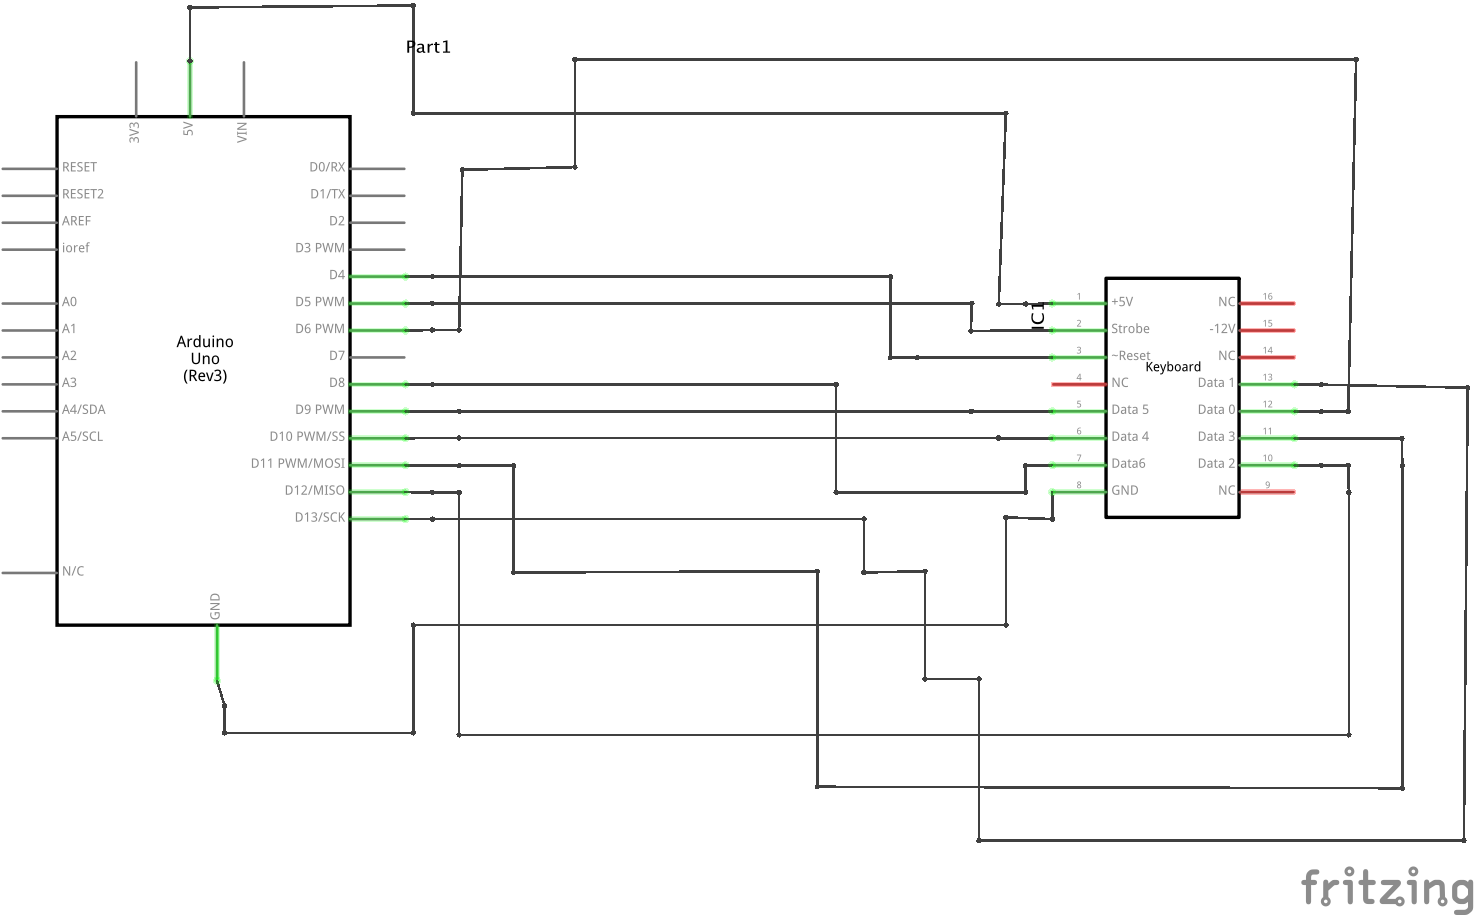 Part1
3V3
5V
VIN
RESET
RESET2
AREF
ioref
A0
A1
A2
A3
A4/SDA
A5/SCL
N/C
Arduino
Uno
(Rev3)
D0/RX
D1/TX
D2
D3 PWM
D4
D5 PWM
D6 PWM
D7
D8
D9 PWM
D10 PWM/SS
D11 PWM/MOSI
D12/MISO
D13/SCK
GND
IC1
1 +5V
2 Strobe
3 ~Reset
4 NC
5 Data 5
6 Data 4
7 Data6
8 GND
Keyboard
NC 16
-12V 15
NC 14
Data 1 13
Data 0 12
Data 3 11
Data 2 10
NC 9
fritzing